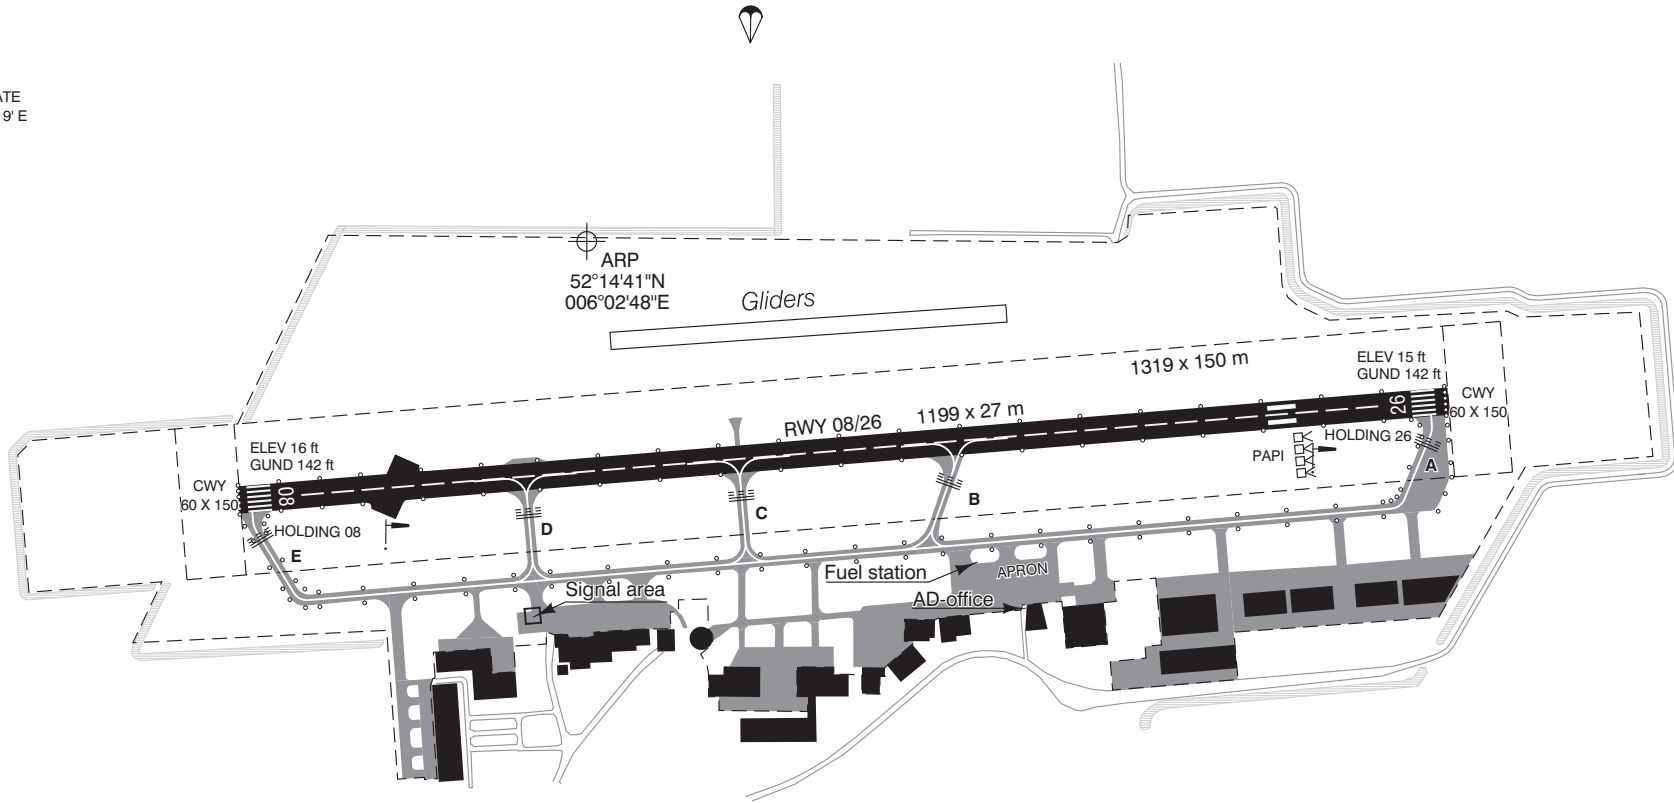 ATE
9' E
ARP
52°14'41"N
006°02'48"E
Gliders
1319 x 150 m
ELEV 15 ft
GUND 142 ft
CWY
60 X 150
26
RWY 08/26
1199 x 27 m
HOLDING 26
PAPI
A
ELEV 16 ft
GUND 142 ft
CWY
60 X 150
08
HOLDING 08
E
D
C
B
Fuel station
APRON
Signal area
AD-office